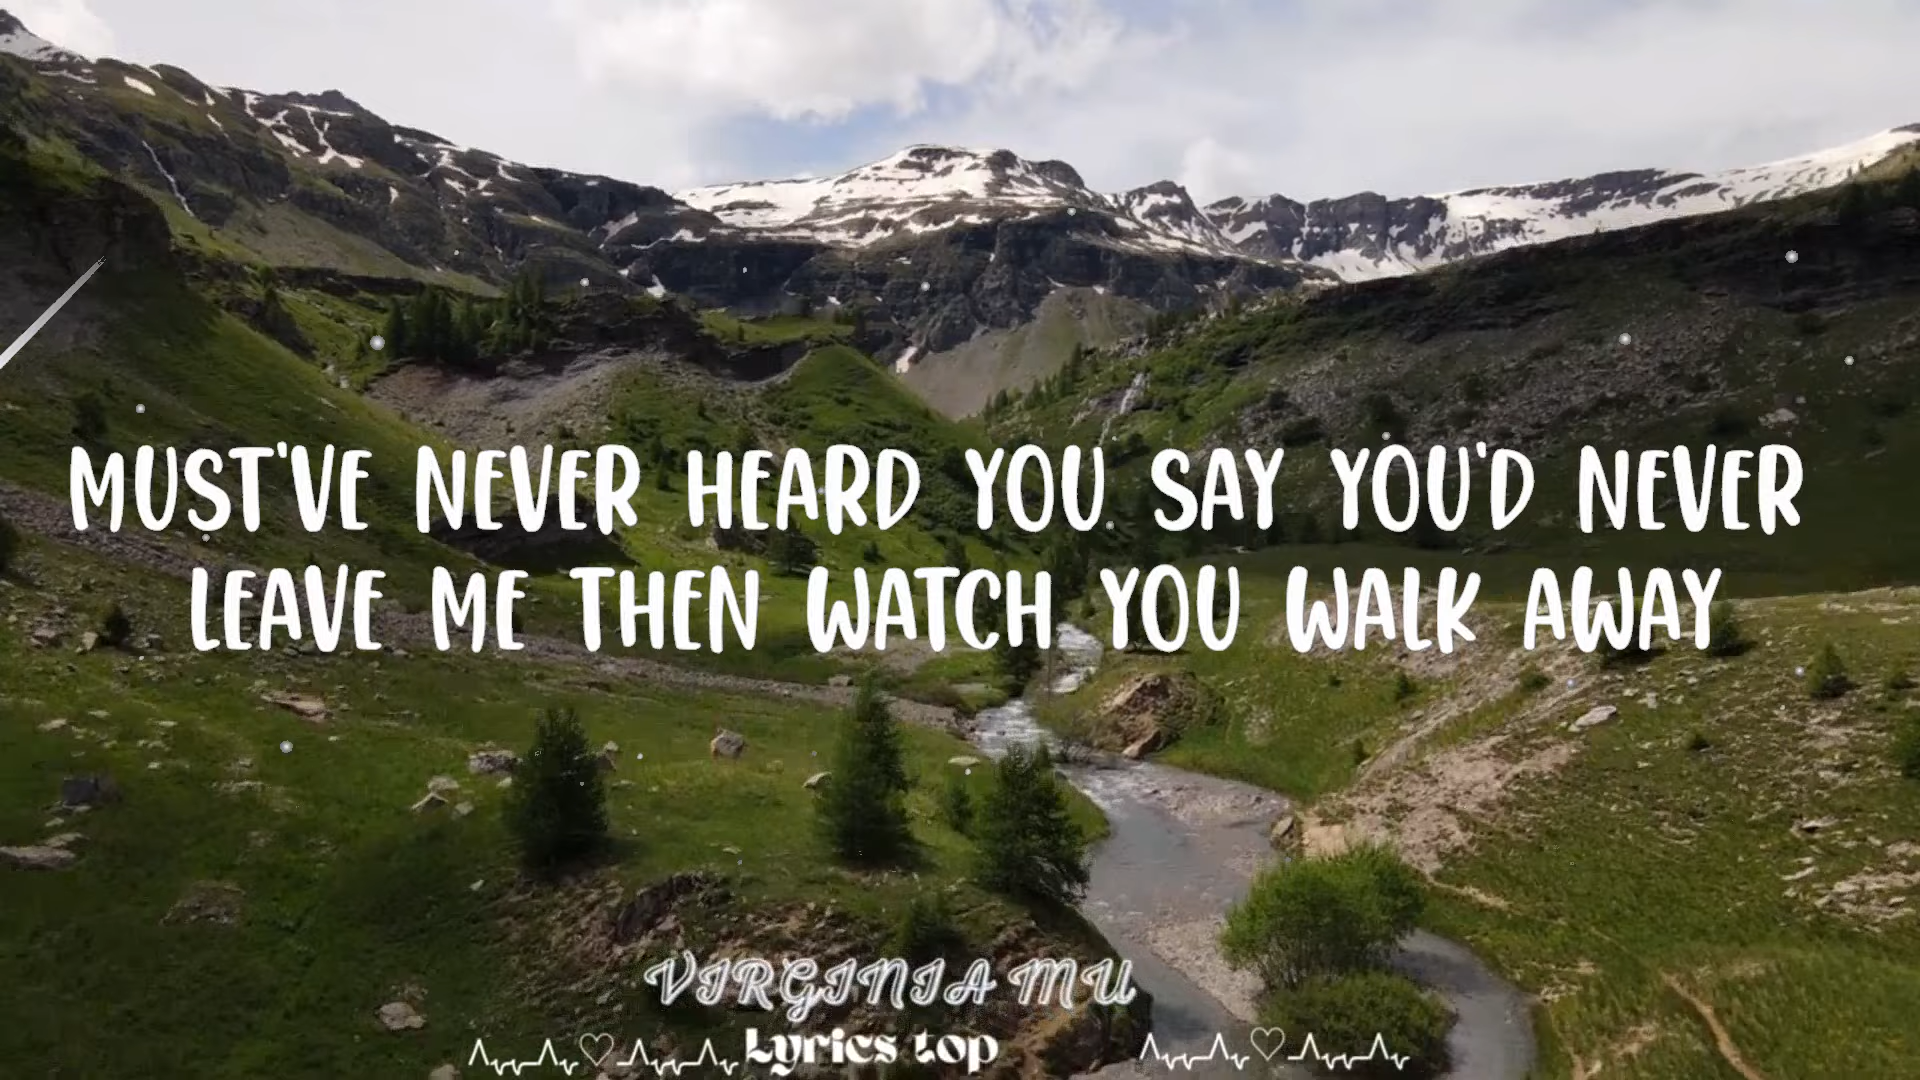 MUST'VE NEVER HEARD YOU SAY YOU'D NEVER
LEAVE ME THEN WATCH YOU WALK AWAY
VIRGINIA MU
Lyrics top